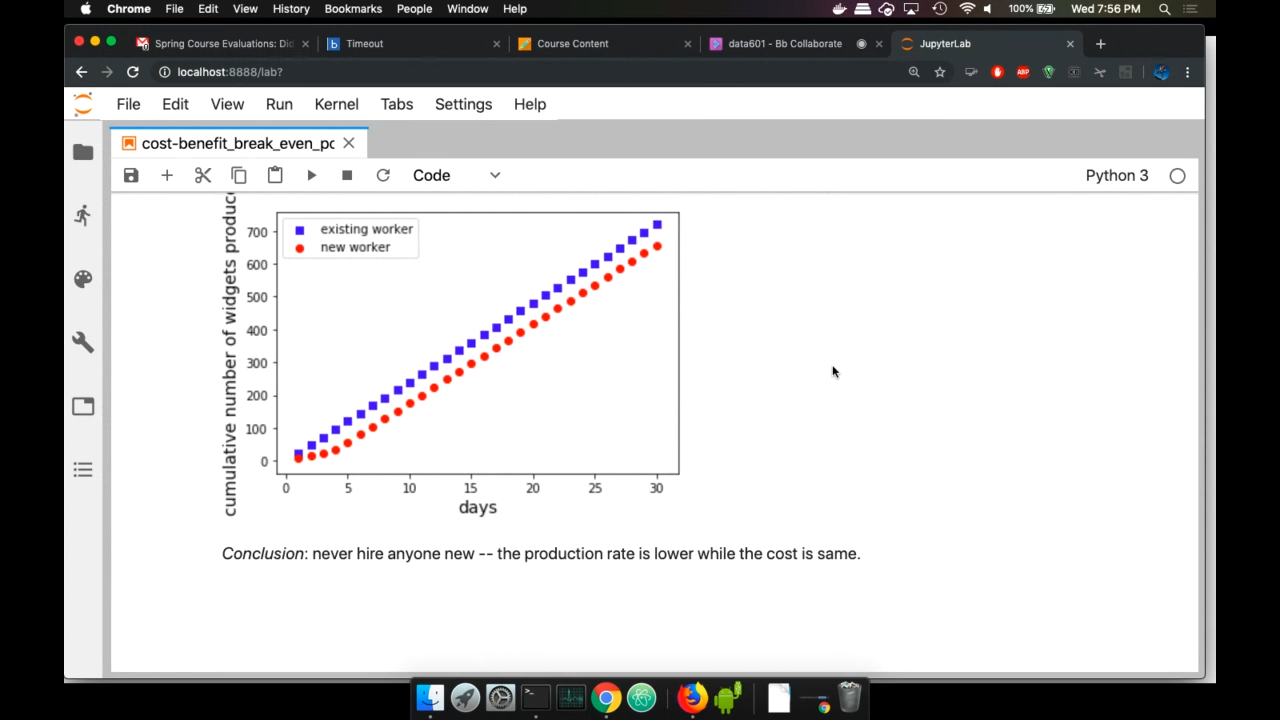 Chrome File Edit View History Bookmarks People Window Help 100% Wed 7:56 PM
Spring Course Evaluations: Di Timeout Course Content data601 - Bb Collaborate JupyterLab
localhost:8888/lab?
ABP
File Edit View Run Kernel Tabs Settings Help
cost-benefit_break_even_po
Code Python 3
cumulative number of widgets produc
existing worker
new worker
700
600
500
400
300
200
100
0
0 5 10 15 20 25 30
days
Conclusion: never hire anyone new -- the production rate is lower while the cost is same.